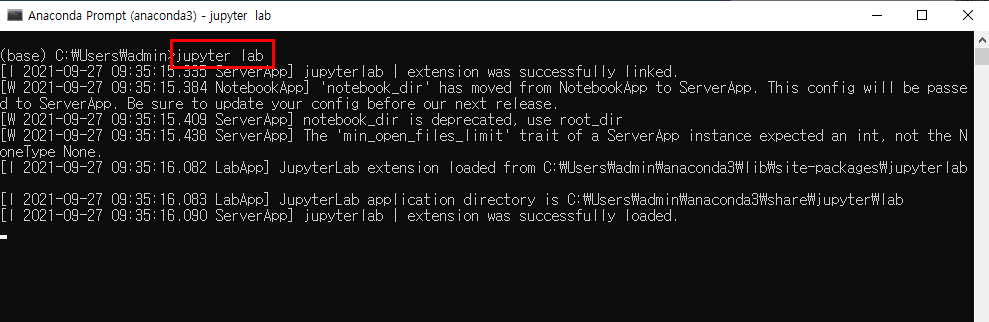 Anaconda Prompt (anaconda3) - jupyter  lab
(base) C:₩Users₩admin>jupyter lab
[I 2021-09-27 09:35:15.335 ServerApp] jupyterlab | extension was successfully linked.
[W 2021-09-27 09:35:15.384 NotebookApp] 'notebook_dir' has moved from NotebookApp to ServerApp. This config will be passe
d to ServerApp. Be sure to update your config before our next release.
[W 2021-09-27 09:35:15.409 ServerApp] notebook_dir is deprecated, use root_dir
[W 2021-09-27 09:35:15.438 ServerApp] The 'min_open_files_limit' trait of a ServerApp instance expected an int, not the N
oneType None.
[I 2021-09-27 09:35:16.082 LabApp] JupyterLab extension loaded from C:₩Users₩admin₩anaconda3₩lib₩site-packages₩jupyterlab
[I 2021-09-27 09:35:16.083 LabApp] JupyterLab application directory is C:₩Users₩admin₩anaconda3₩share₩jupyter₩lab
[I 2021-09-27 09:35:16.090 ServerApp] jupyterlab | extension was successfully loaded.